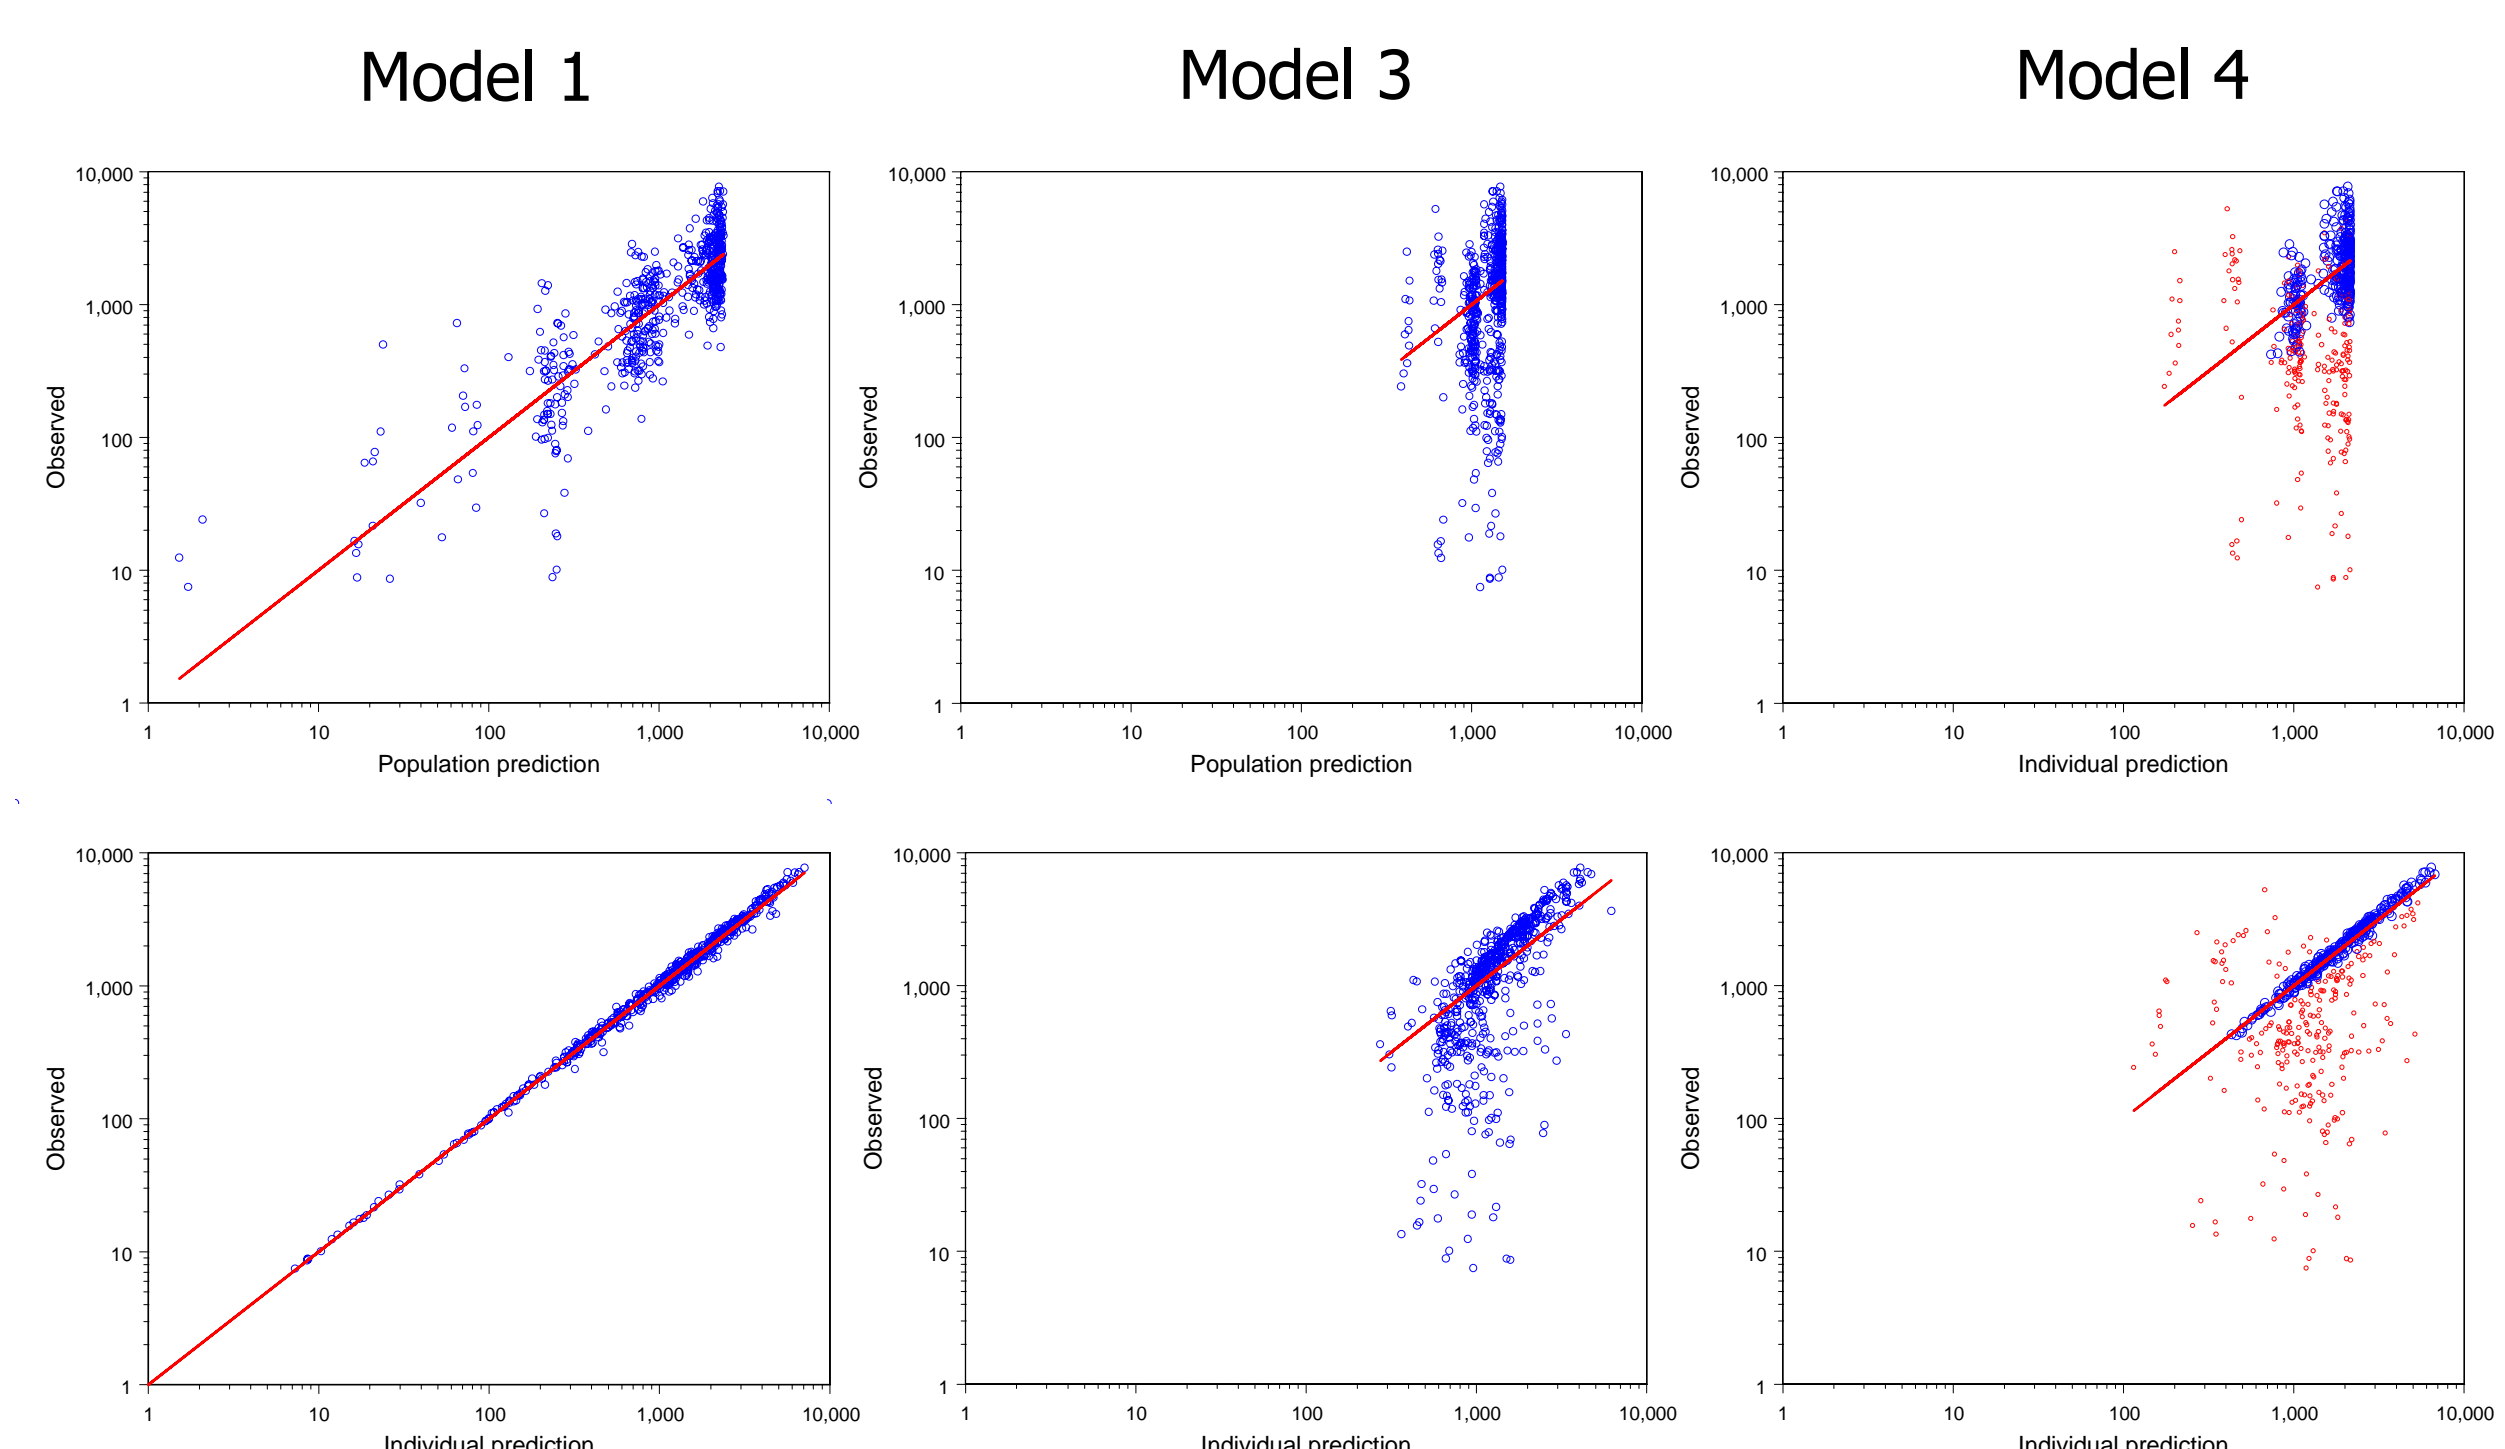 Model 1 Model 3 Model 4
10,000 10,000 10,000
1,000 1,000 1,000
100 100 100
10 10 10
1 1 1
Observed Observed Observed
1 10 100 1,000 10,000 1 10 100 1,000 10,000 1 10 100 1,000 10,000
Population prediction Population prediction Individual prediction
10,000 10,000 10,000
1,000 1,000 1,000
100 100 100
10 10 10
1 1 1
Observed Observed Observed
1 10 100 1,000 10,000 1 10 100 1,000 10,000 1 10 100 1,000 10,000
Individual prediction Individual prediction Individual prediction